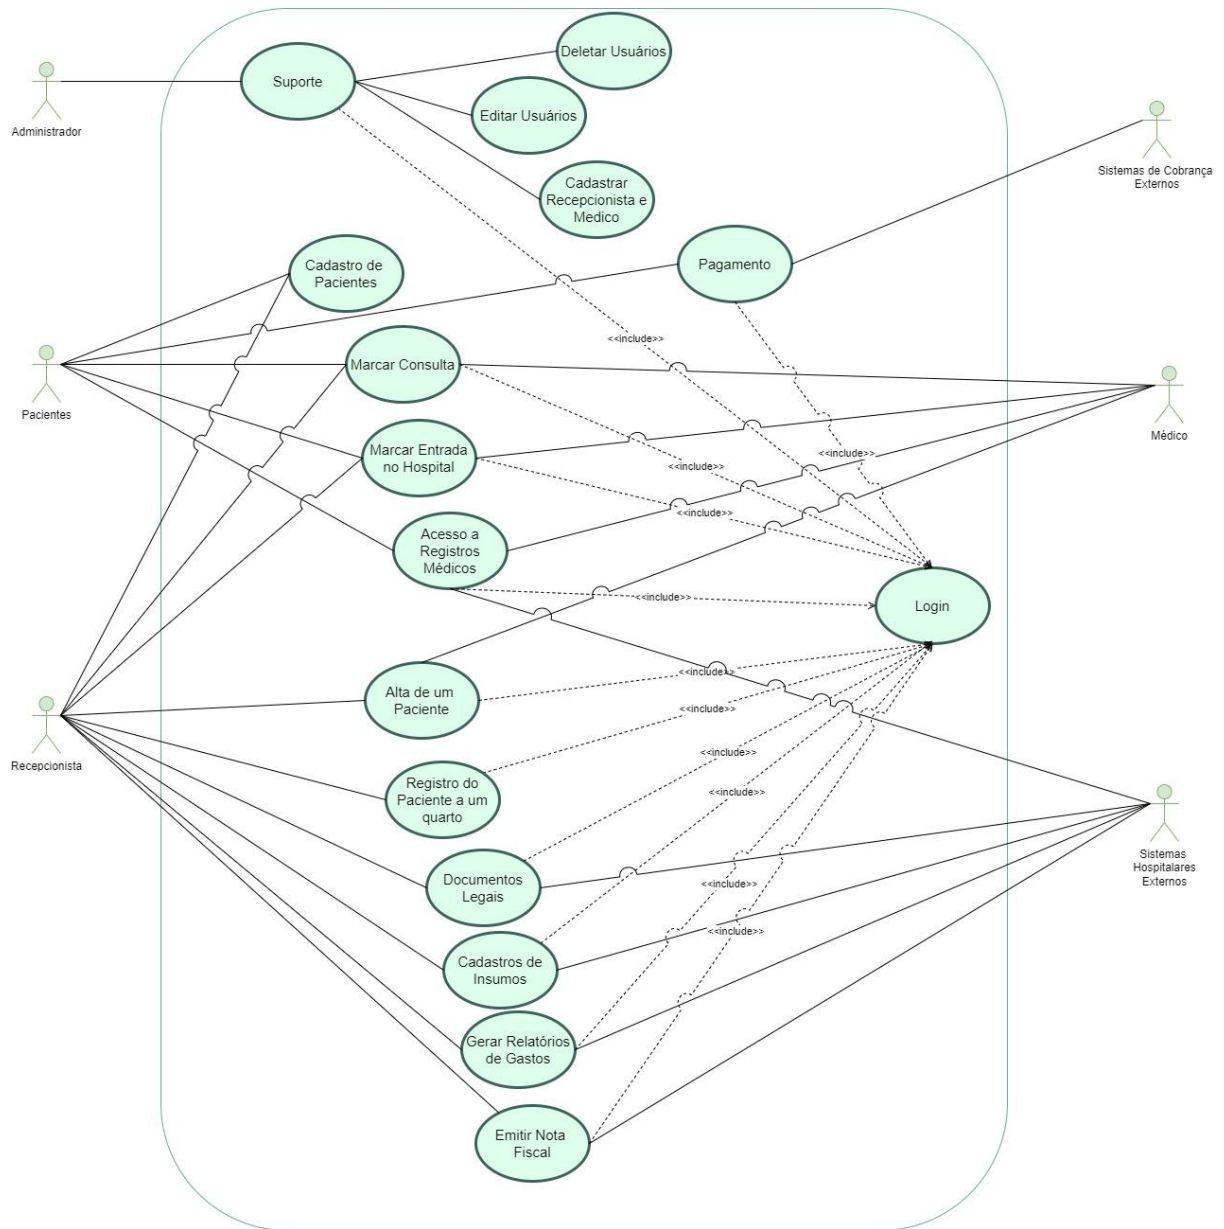 Deletar Usuários
Suporte
Administrador
Editar Usuários
Sistemas de Cobrança
Externos
Cadastrar
Recepcionista e
Medico
Cadastro de
Pacientes
Pagamento
<<include>>
Pacientes
Marcar Consulta
Médico
Marcar Entrada
no Hospital
<<include>>
<<include>>
<<include>>
Acesso a
Registros
Médicos
<<include>>
Login
Alta de um
Paciente
<<include>>
Recepcionista
<<include>>
<<include>>
Registro do
Paciente a um
quarto
<<include>>
Sistemas
Hospitalares
Externos
Documentos
Legais
<<include>>
<<include>>
Cadastros de
Insumos
Gerar Relatórios
de Gastos
Emitir Nota
Fiscal